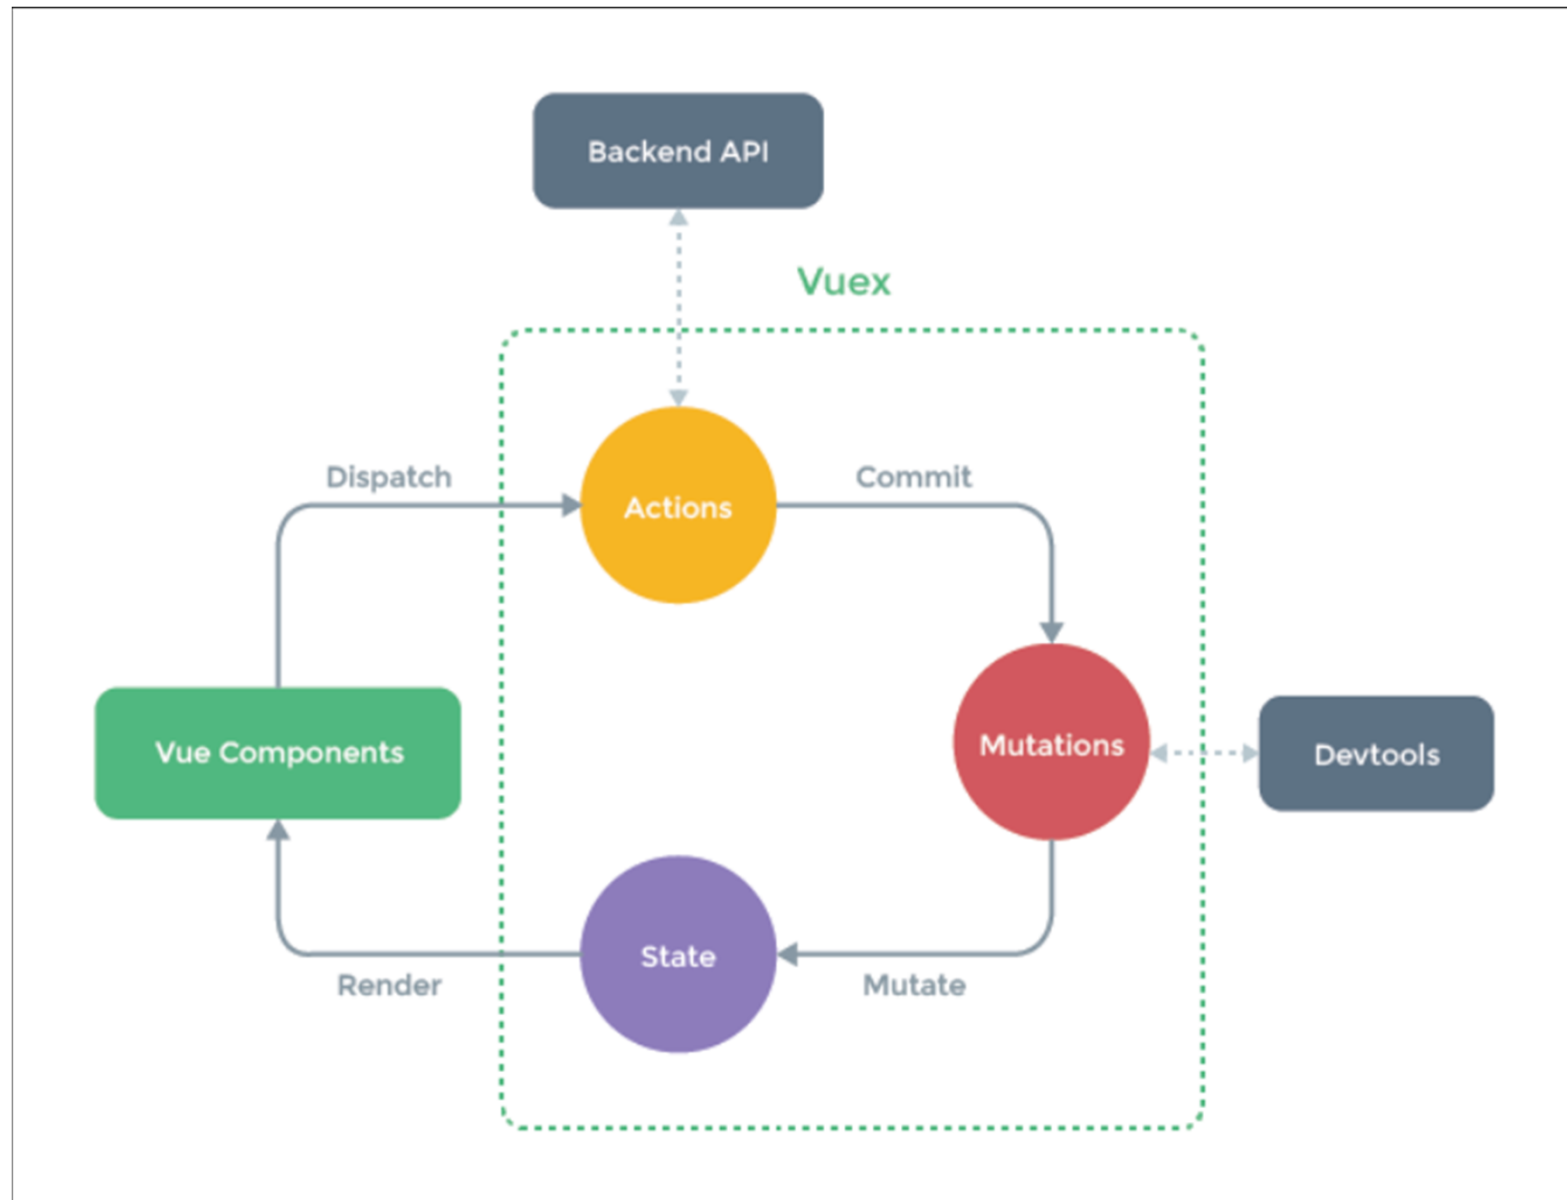 Backend API
Vuex
Dispatch
Commit
Actions
Vue Components
Mutations
Devtools
State
Render
Mutate